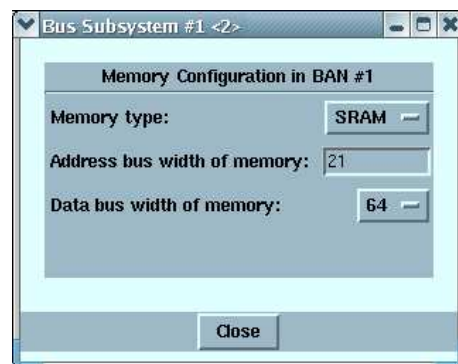 Bus Subsystem #1 <2>
Memory Configuration in BAN #1
Memory type: SRAM
Address bus width of memory: 21
Data bus width of memory: 64
Close